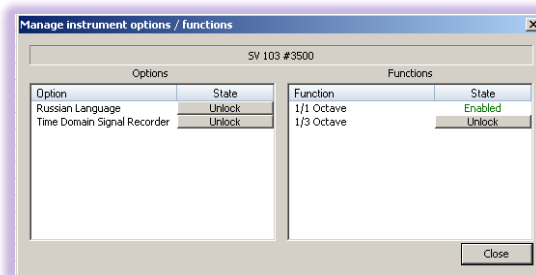 Manage instrument options / functions
SV 103 #3500
Options
Functions
Option State
Russian Language Unlock
Time Domain Signal Recorder Unlock
Function State
1/1 Octave Enabled
1/3 Octave Unlock
Close